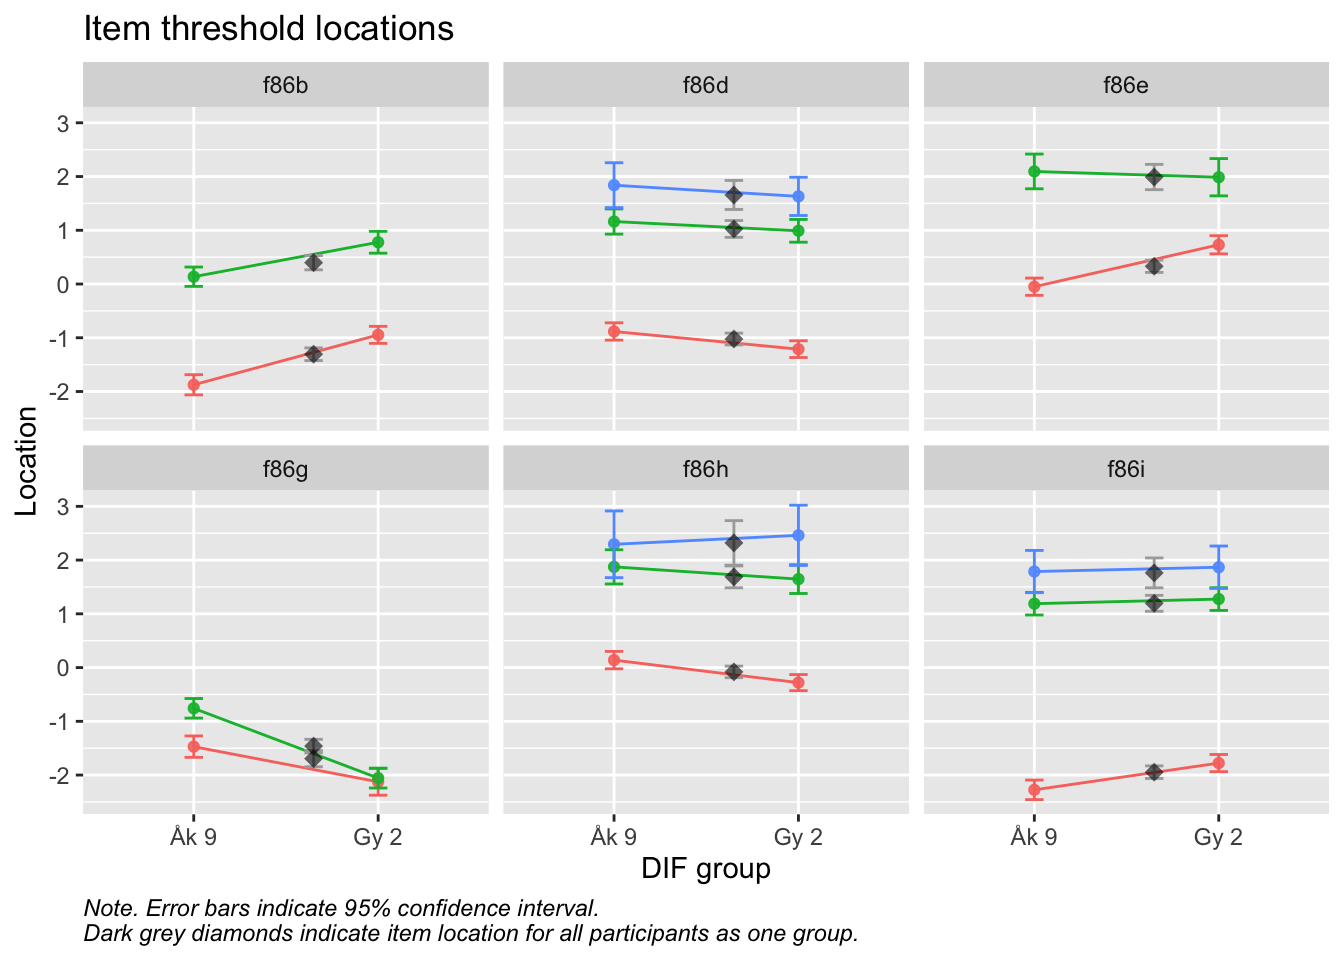 Item threshold locations
f86b f86d f86e
3
2
1
0
-1
-2
Location
f86g f86h f86i
3
2
1
0
-1
-2
Åk 9 Gy 2 Åk 9 Gy 2 Åk 9 Gy 2
DIF group
Note. Error bars indicate 95% confidence interval.
Dark grey diamonds indicate item location for all participants as one group.